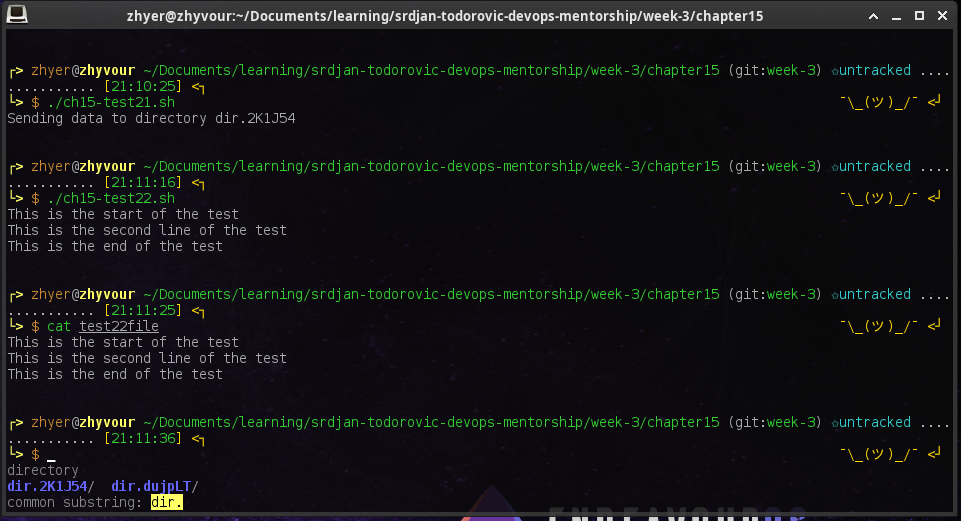 zhyer@zhyvour:~/Documents/learning/srdjan-todorovic-devops-mentorship/week-3/chapter15
┌> zhyer@zhyvour ~/Documents/learning/srdjan-todorovic-devops-mentorship/week-3/chapter15 (git:week-3) ✩untracked ....
........... [21:10:25] <┐
└> $ ./ch15-test21.sh ¯\_(ツ)_/¯ <┘
Sending data to directory dir.2K1J54
┌> zhyer@zhyvour ~/Documents/learning/srdjan-todorovic-devops-mentorship/week-3/chapter15 (git:week-3) ✩untracked ....
........... [21:11:16] <┐
└> $ ./ch15-test22.sh ¯\_(ツ)_/¯ <┘
This is the start of the test
This is the second line of the test
This is the end of the test
┌> zhyer@zhyvour ~/Documents/learning/srdjan-todorovic-devops-mentorship/week-3/chapter15 (git:week-3) ✩untracked ....
........... [21:11:25] <┐
└> $ cat test22file ¯\_(ツ)_/¯ <┘
This is the start of the test
This is the second line of the test
This is the end of the test
┌> zhyer@zhyvour ~/Documents/learning/srdjan-todorovic-devops-mentorship/week-3/chapter15 (git:week-3) ✩untracked ....
........... [21:11:36] <┐
└> $ _ ¯\_(ツ)_/¯ <┘
directory
dir.2K1J54/ dir.dujpLT/
common substring: dir.